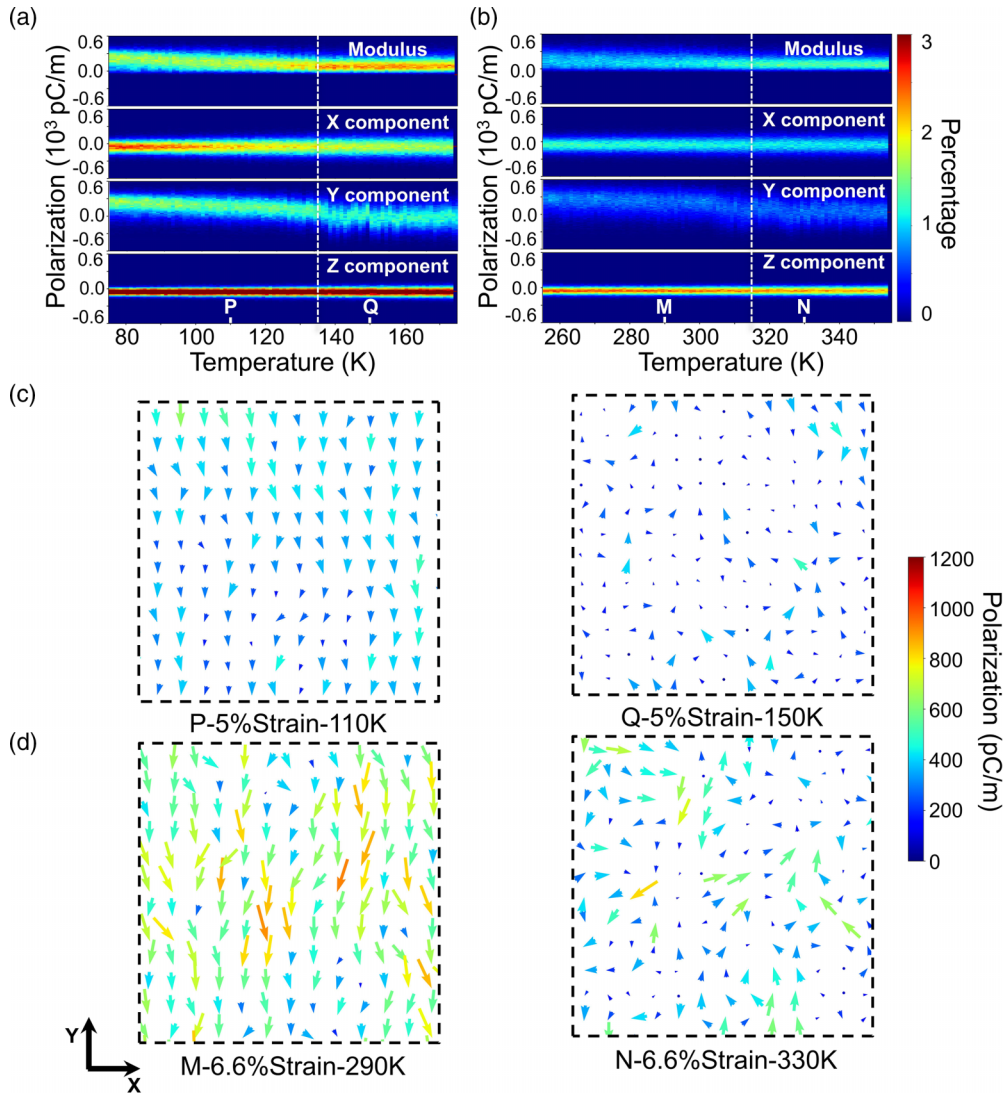 (a)
(b)
Polarization (10³ pC/m)
0.6
0.0
-0.6
Modulus
0.6
0.0
-0.6
X component
0.6
0.0
-0.6
Y component
0.6
0.0
-0.6
Z component
P
Q
80 100 120 140 160
Temperature (K)
Polarization (10³ pC/m)
0.6
0.0
-0.6
Modulus
0.6
0.0
-0.6
X component
0.6
0.0
-0.6
Y component
0.6
0.0
-0.6
Z component
M
N
260 280 300 320 340
Temperature (K)
3
2
1
0
Percentage
(c)
P-5%Strain-110K
Q-5%Strain-150K
(d)
M-6.6%Strain-290K
N-6.6%Strain-330K
Y
X
1200
1000
800
600
400
200
0
Polarization (pC/m)